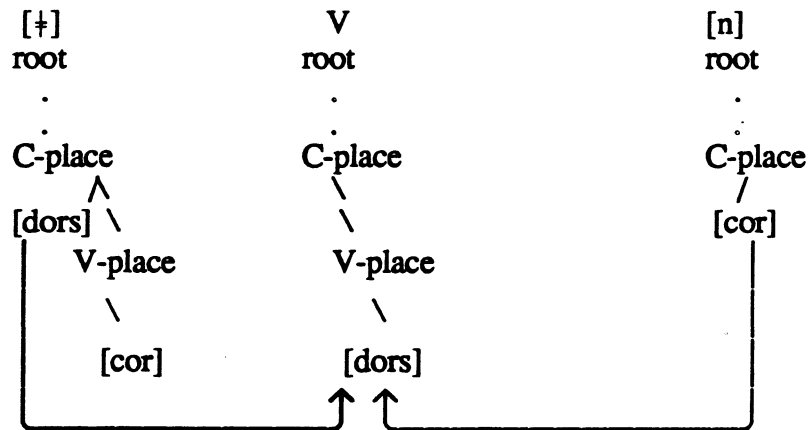 [ǂ] V [n]
root root root
C-place C-place C-place
[dors] [cor]
V-place V-place
[cor] [dors]